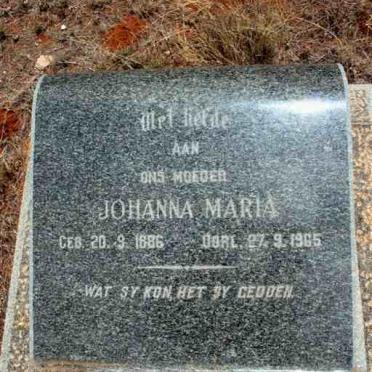 Met liefde
AAN
ONS MOEDER
JOHANNA MARIA
GEB. 20. 9. 1886 OORL. 27. 9. 1965
WAT SY KON, HET SY GEDOEN.